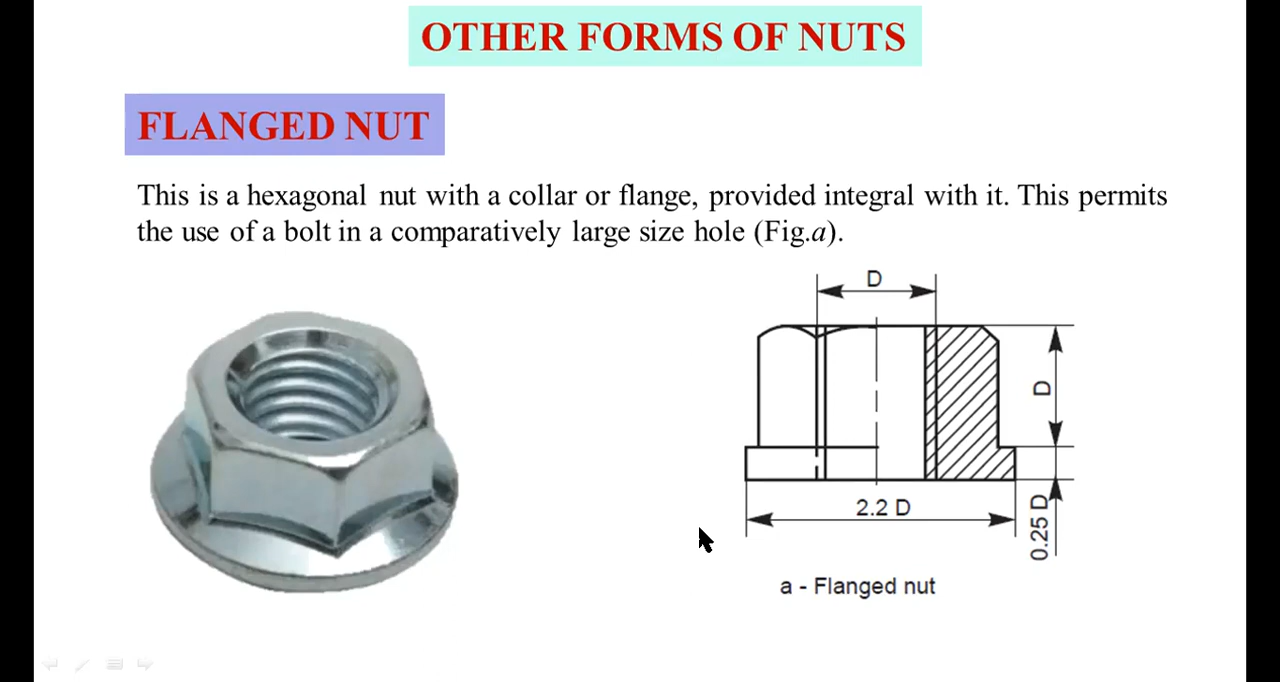 OTHER FORMS OF NUTS
FLANGED NUT
This is a hexagonal nut with a collar or flange, provided integral with it. This permits
the use of a bolt in a comparatively large size hole (Fig.a).
D
D
2.2 D
0.25 D
a - Flanged nut